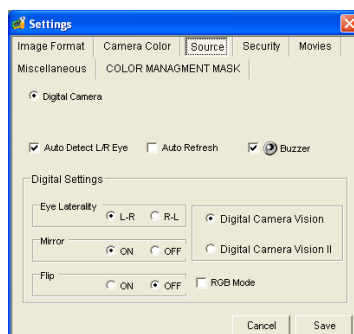 Settings
Image Format Camera Color Source Security Movies
Miscellaneous COLOR MANAGMENT MASK
Digital Camera
Auto Detect L/R Eye Auto Refresh Buzzer
Digital Settings
Eye Laterality
L-R R-L
Digital Camera Vision
Mirror
ON OFF
Digital Camera Vision II
Flip
ON OFF
RGB Mode
Cancel Save